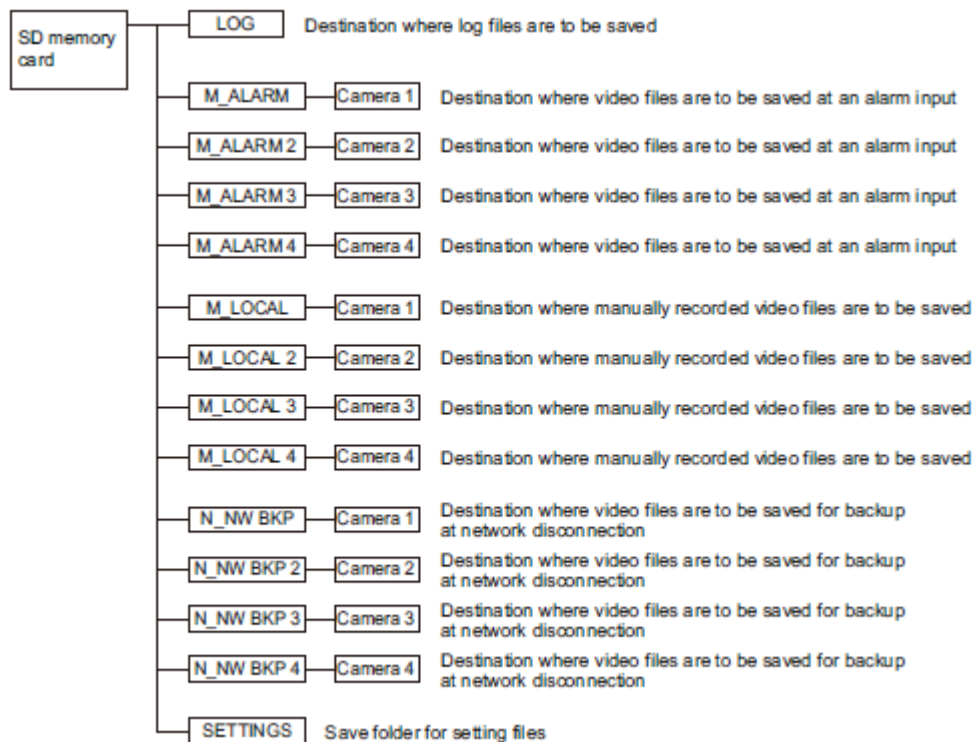 SD memory
card
LOG Destination where log files are to be saved
M_ALARM Camera 1 Destination where video files are to be saved at an alarm input
M_ALARM 2 Camera 2 Destination where video files are to be saved at an alarm input
M_ALARM 3 Camera 3 Destination where video files are to be saved at an alarm input
M_ALARM 4 Camera 4 Destination where video files are to be saved at an alarm input
M_LOCAL Camera 1 Destination where manually recorded video files are to be saved
M_LOCAL 2 Camera 2 Destination where manually recorded video files are to be saved
M_LOCAL 3 Camera 3 Destination where manually recorded video files are to be saved
M_LOCAL 4 Camera 4 Destination where manually recorded video files are to be saved
N_NW BKP Camera 1 Destination where video files are to be saved for backup
at network disconnection
N_NW BKP 2 Camera 2 Destination where video files are to be saved for backup
at network disconnection
N_NW BKP 3 Camera 3 Destination where video files are to be saved for backup
at network disconnection
N_NW BKP 4 Camera 4 Destination where video files are to be saved for backup
at network disconnection
SETTINGS Save folder for setting files